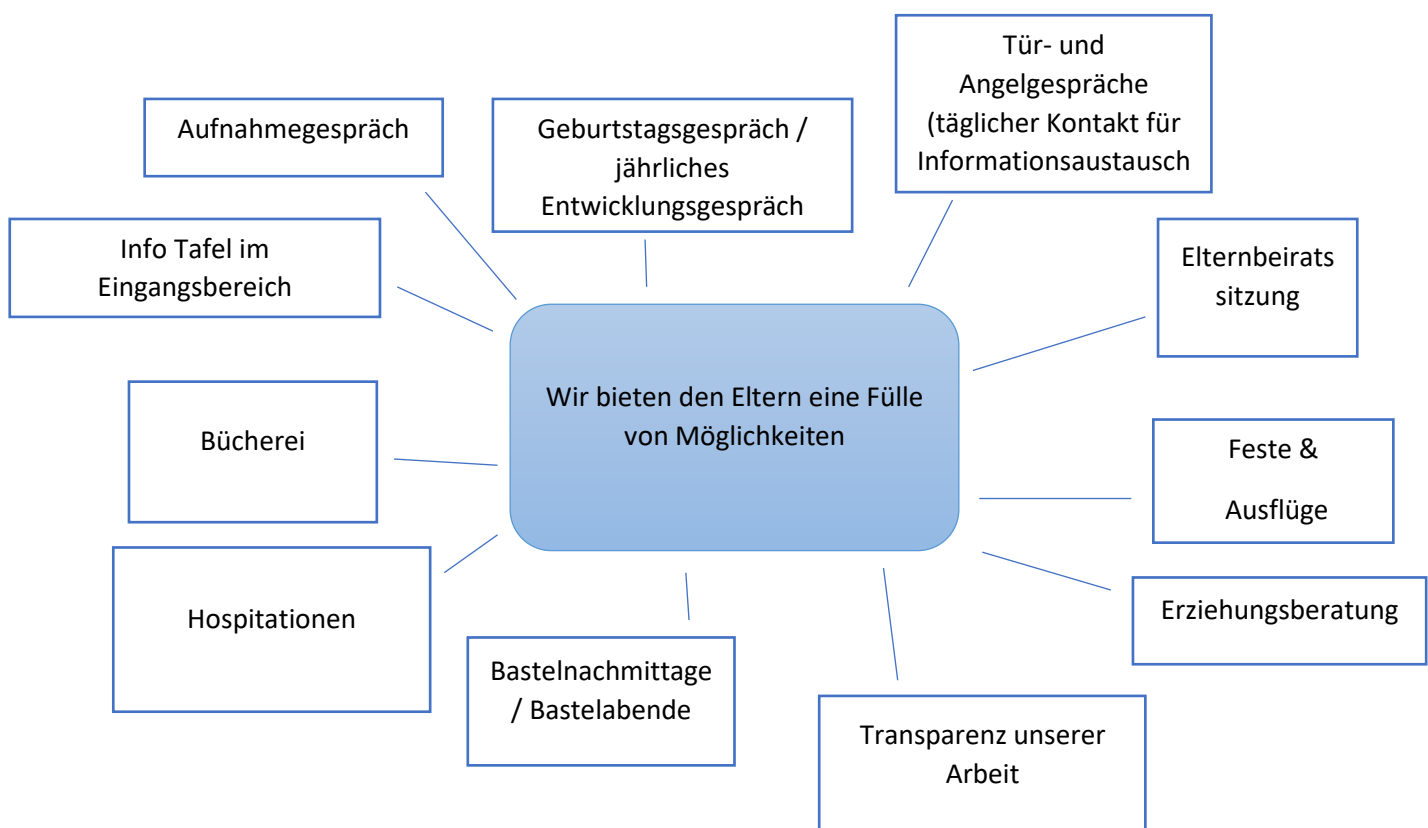 Tür- und
Angelgespräche
(täglicher Kontakt für
Informationsaustausch
Aufnahmegespräch
Geburtstagsgespräch /
jährliches
Entwicklungsgespräch
Info Tafel im
Eingangsbereich
Elternbeirats
sitzung
Wir bieten den Eltern eine Fülle
von Möglichkeiten
Bücherei
Feste &
Ausflüge
Hospitationen
Erziehungsberatung
Bastelnachmittage
/ Bastelabende
Transparenz unserer
Arbeit